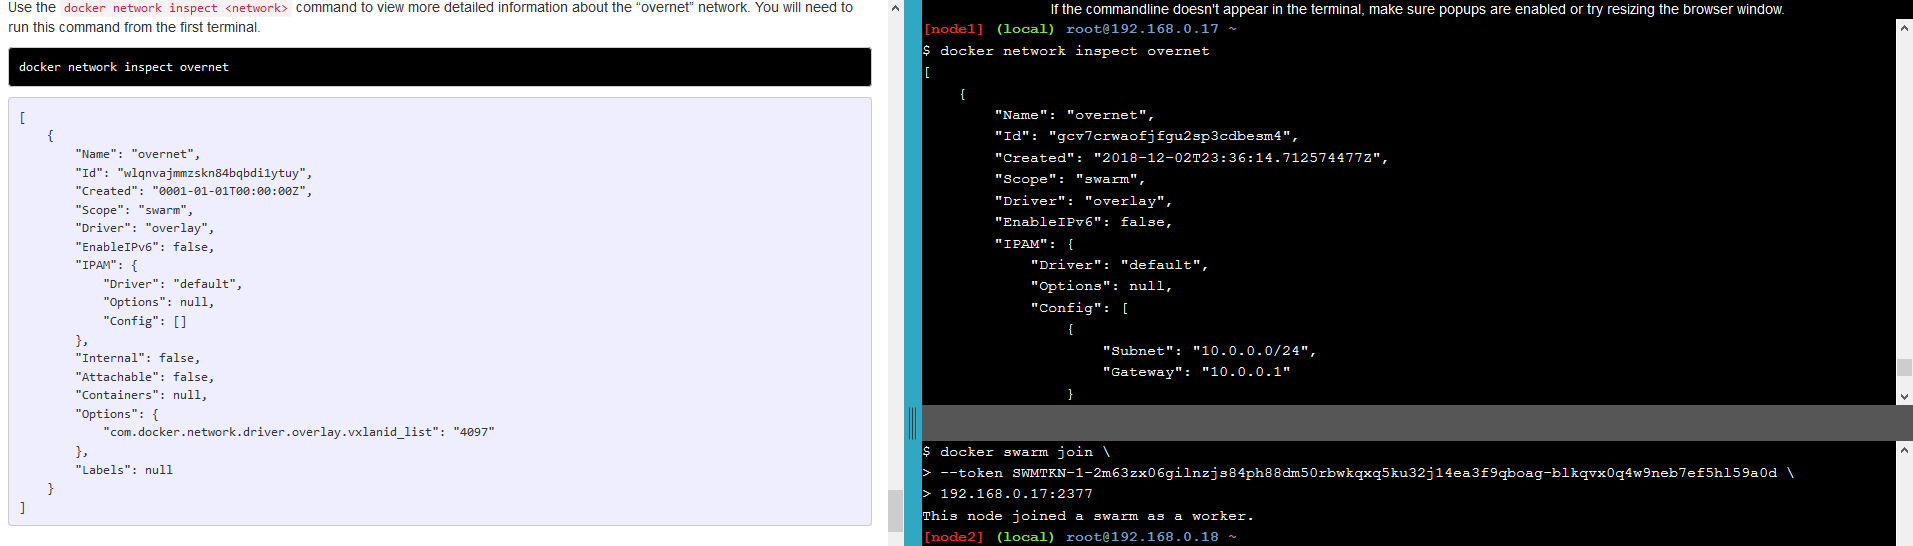 Use the docker network inspect <network> command to view more detailed information about the “overnet” network. You will need to
run this command from the first terminal.
docker network inspect overnet
[
    {
        "Name": "overnet",
        "Id": "wlqnvajmmzskn84bqbdi1ytuy",
        "Created": "0001-01-01T00:00:00Z",
        "Scope": "swarm",
        "Driver": "overlay",
        "EnableIPv6": false,
        "IPAM": {
            "Driver": "default",
            "Options": null,
            "Config": []
        },
        "Internal": false,
        "Attachable": false,
        "Containers": null,
        "Options": {
            "com.docker.network.driver.overlay.vxlanid_list": "4097"
        },
        "Labels": null
    }
]
If the commandline doesn't appear in the terminal, make sure popups are enabled or try resizing the browser window.
[node1] (local) root@192.168.0.17 ~
$ docker network inspect overnet
[
    {
        "Name": "overnet",
        "Id": "gcv7crwaofjfgu2sp3cdbesm4",
        "Created": "2018-12-02T23:36:14.712574477Z",
        "Scope": "swarm",
        "Driver": "overlay",
        "EnableIPv6": false,
        "IPAM": {
            "Driver": "default",
            "Options": null,
            "Config": [
                {
                    "Subnet": "10.0.0.0/24",
                    "Gateway": "10.0.0.1"
                }
$ docker swarm join \
> --token SWMTKN-1-2m63zx06gilnzjs84ph88dm50rbwkqxq5ku32j14ea3f9qboag-blkqvx0q4w9neb7ef5hl59a0d \
> 192.168.0.17:2377
This node joined a swarm as a worker.
[node2] (local) root@192.168.0.18 ~